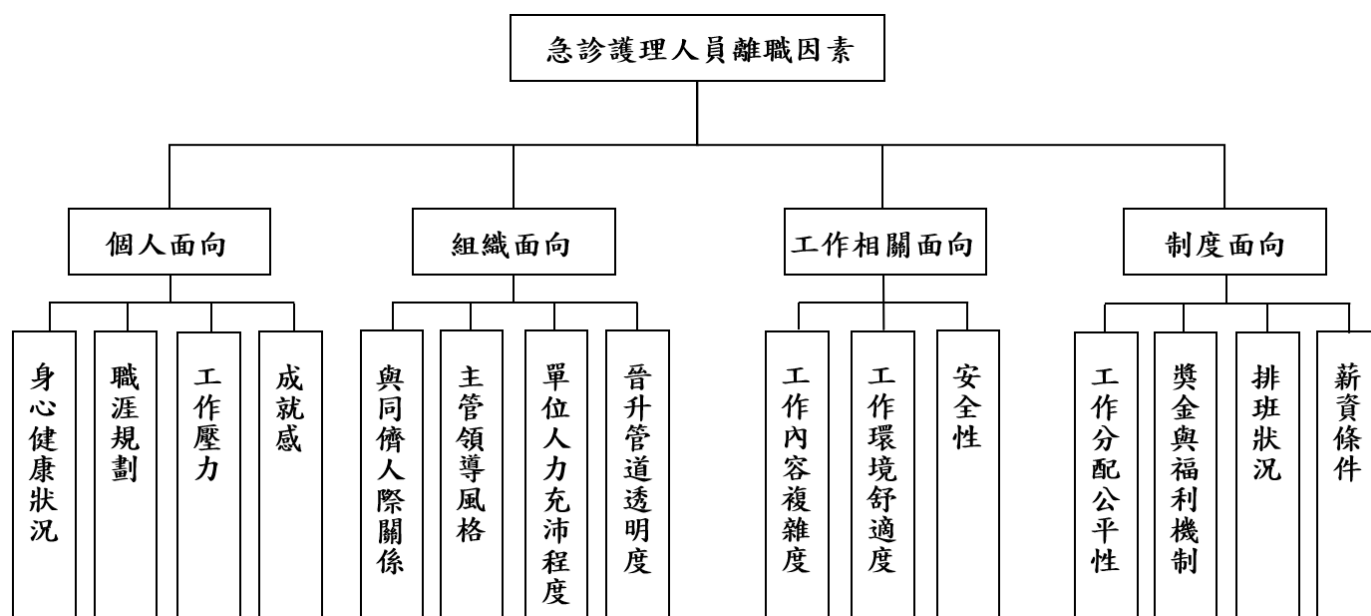 急診護理人員離職因素
個人面向
組織面向
工作相關面向
制度面向
身心健康狀況
職涯規劃
工作壓力
成就感
與同儕人際關係
主管領導風格
單位人力充沛程度
晉升管道透明度
工作內容複雜度
工作環境舒適度
安全性
工作分配公平性
獎金與福利機制
排班狀況
薪資條件